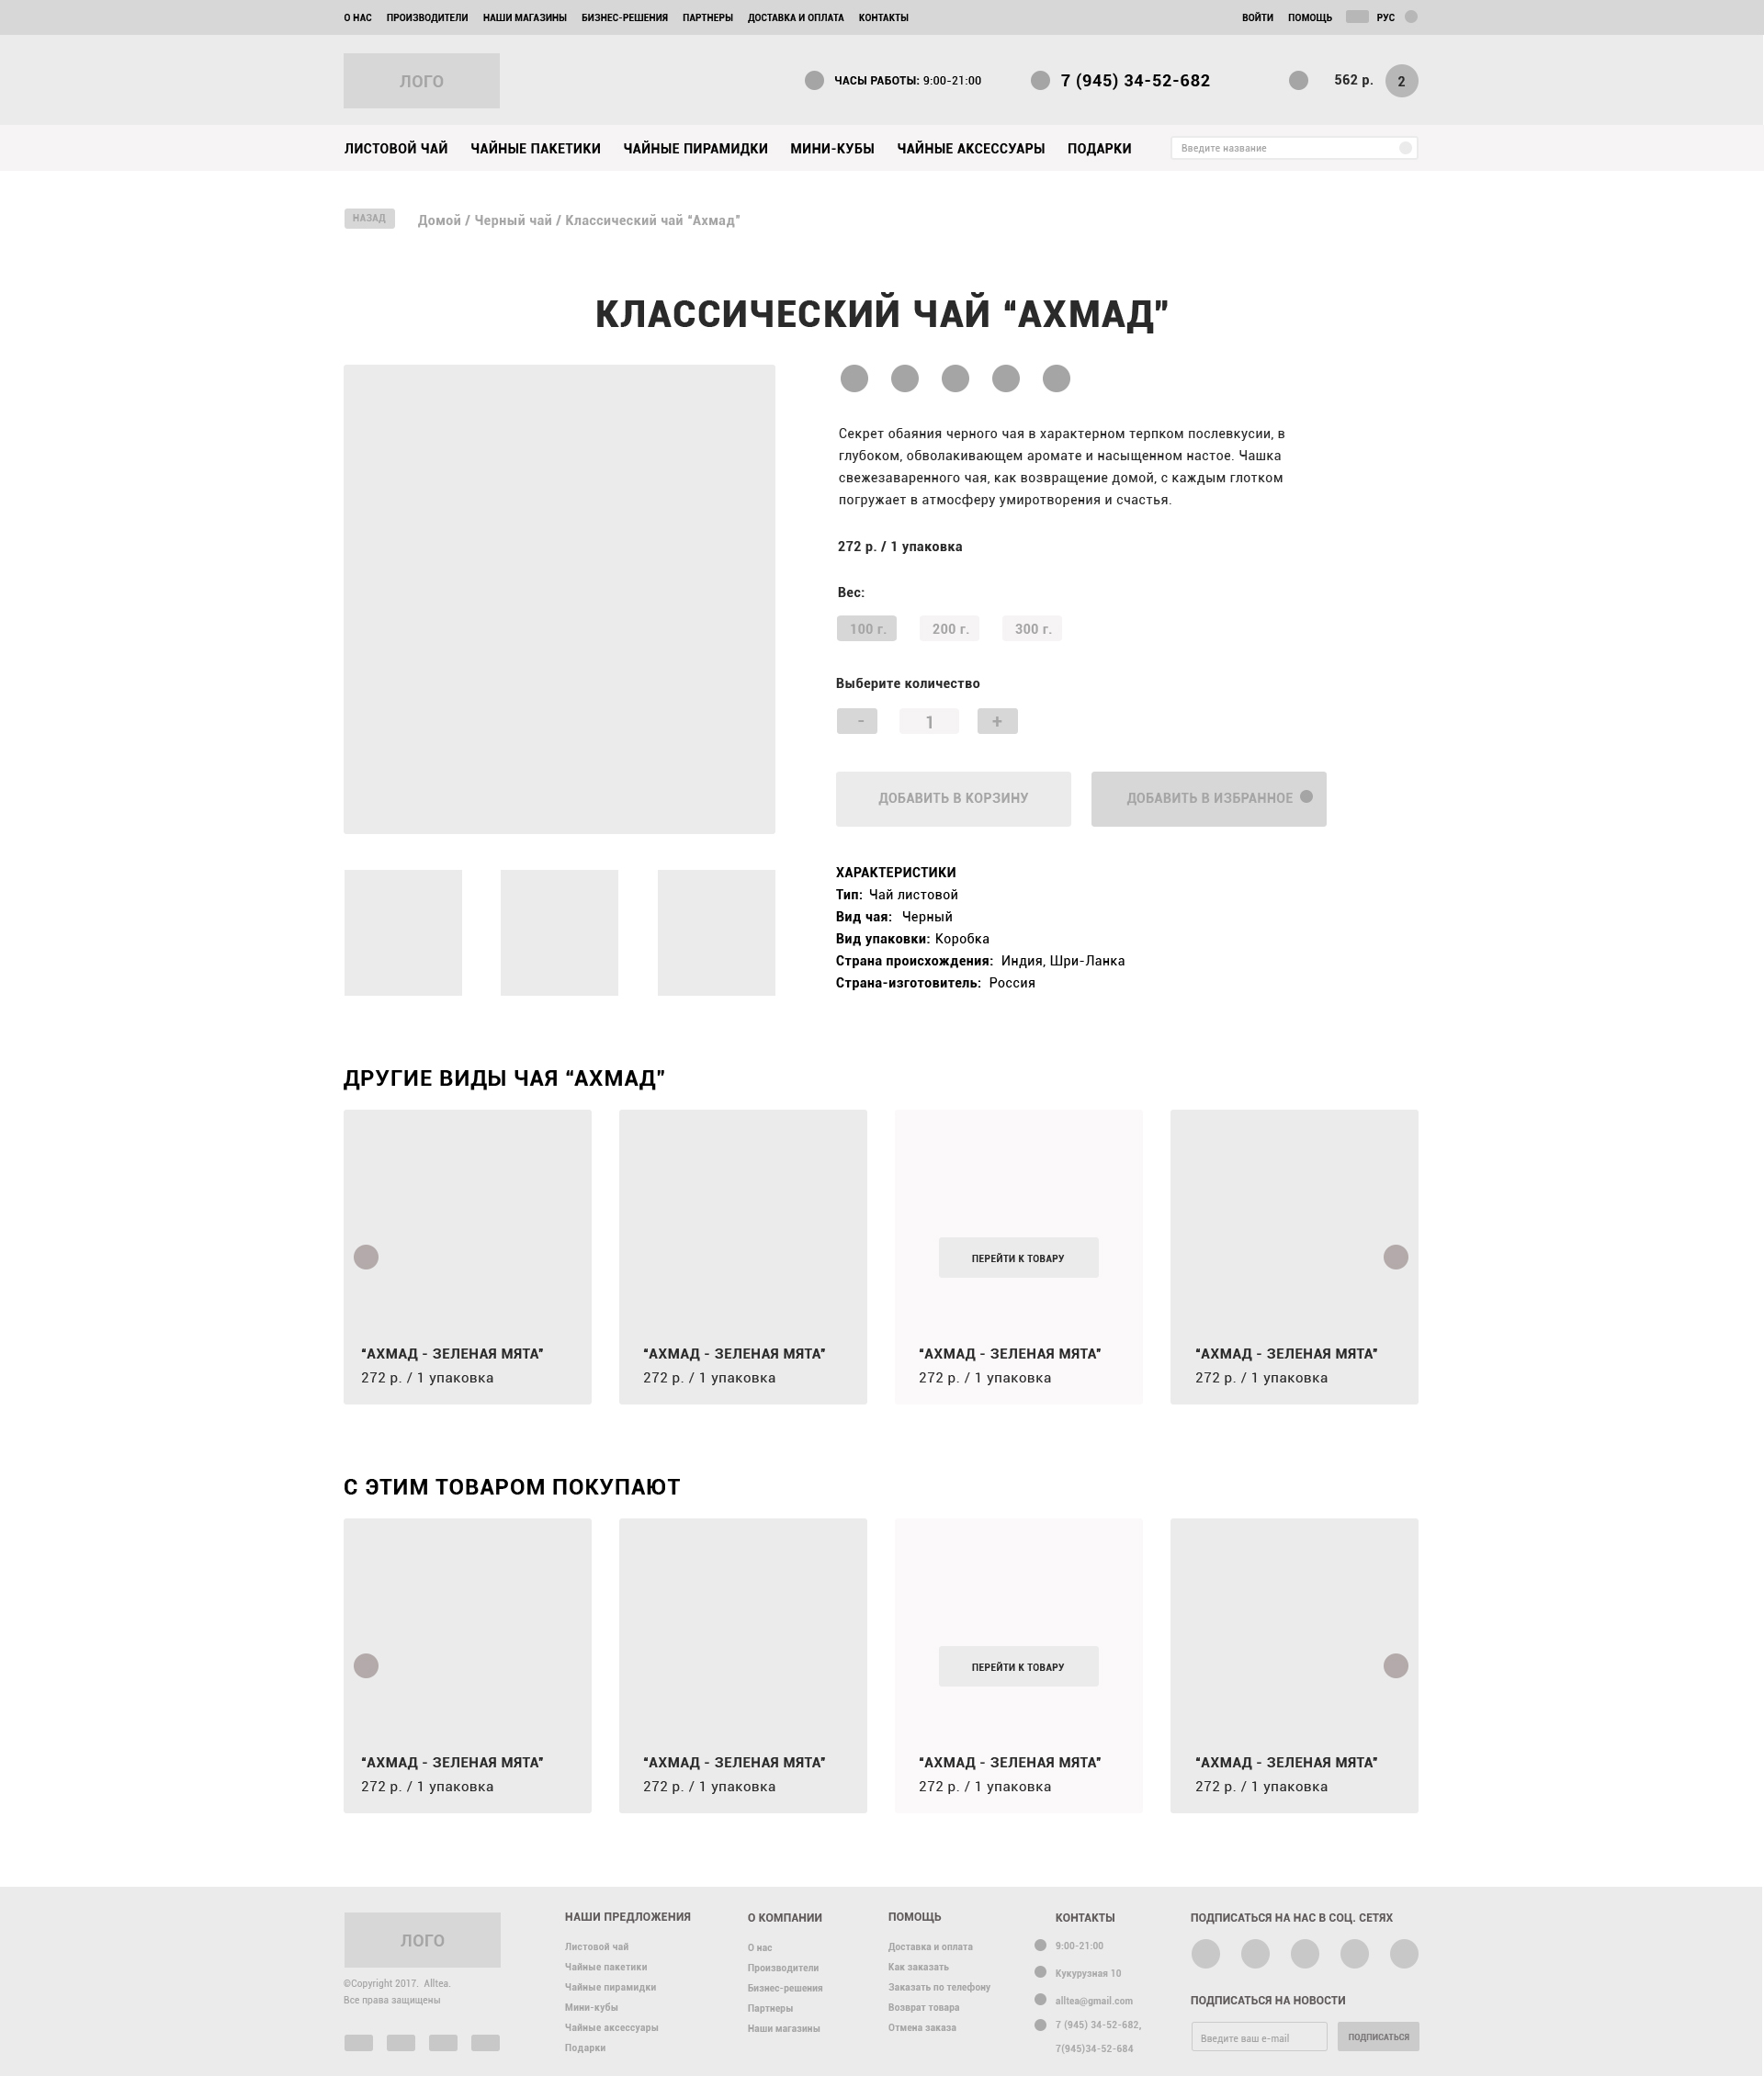 О НАС ПРОИЗВОДИТЕЛИ НАШИ МАГАЗИНЫ БИЗНЕС-РЕШЕНИЯ ПАРТНЕРЫ ДОСТАВКА И ОПЛАТА КОНТАКТЫ ВОЙТИ ПОМОЩЬ РУС
ЛОГО ЧАСЫ РАБОТЫ: 9:00-21:00 7 (945) 34-52-682 562 р. 2
ЛИСТОВОЙ ЧАЙ ЧАЙНЫЕ ПАКЕТИКИ ЧАЙНЫЕ ПИРАМИДКИ МИНИ-КУБЫ ЧАЙНЫЕ АКСЕССУАРЫ ПОДАРКИ Введите название
НАЗАД Домой / Черный чай / Классический чай “Ахмад”
КЛАССИЧЕСКИЙ ЧАЙ “АХМАД”
Секрет обаяния черного чая в характерном терпком послевкусии, в
глубоком, обволакивающем аромате и насыщенном настое. Чашка
свежезаваренного чая, как возвращение домой, с каждым глотком
погружает в атмосферу умиротворения и счастья.
272 р. / 1 упаковка
Вес:
100 г. 200 г. 300 г.
Выберите количество
- 1 +
ДОБАВИТЬ В КОРЗИНУ ДОБАВИТЬ В ИЗБРАННОЕ
ХАРАКТЕРИСТИКИ
Тип: Чай листовой
Вид чая: Черный
Вид упаковки: Коробка
Страна происхождения: Индия, Шри-Ланка
Страна-изготовитель: Россия
ДРУГИЕ ВИДЫ ЧАЯ “АХМАД”
ПЕРЕЙТИ К ТОВАРУ
“АХМАД - ЗЕЛЕНАЯ МЯТА” “АХМАД - ЗЕЛЕНАЯ МЯТА” “АХМАД - ЗЕЛЕНАЯ МЯТА” “АХМАД - ЗЕЛЕНАЯ МЯТА”
272 р. / 1 упаковка 272 р. / 1 упаковка 272 р. / 1 упаковка 272 р. / 1 упаковка
С ЭТИМ ТОВАРОМ ПОКУПАЮТ
ПЕРЕЙТИ К ТОВАРУ
“АХМАД - ЗЕЛЕНАЯ МЯТА” “АХМАД - ЗЕЛЕНАЯ МЯТА” “АХМАД - ЗЕЛЕНАЯ МЯТА” “АХМАД - ЗЕЛЕНАЯ МЯТА”
272 р. / 1 упаковка 272 р. / 1 упаковка 272 р. / 1 упаковка 272 р. / 1 упаковка
ЛОГО
©Copyright 2017. Alltea.
Все права защищены
НАШИ ПРЕДЛОЖЕНИЯ
Листовой чай
Чайные пакетики
Чайные пирамидки
Мини-кубы
Чайные аксессуары
Подарки
О КОМПАНИИ
О нас
Производители
Бизнес-решения
Партнеры
Наши магазины
ПОМОЩЬ
Доставка и оплата
Как заказать
Заказать по телефону
Возврат товара
Отмена заказа
КОНТАКТЫ
9:00-21:00
Кукурузная 10
alltea@gmail.com
7 (945) 34-52-682,
7(945)34-52-684
ПОДПИСАТЬСЯ НА НАС В СОЦ. СЕТЯХ
ПОДПИСАТЬСЯ НА НОВОСТИ
Введите ваш e-mail ПОДПИСАТЬСЯ